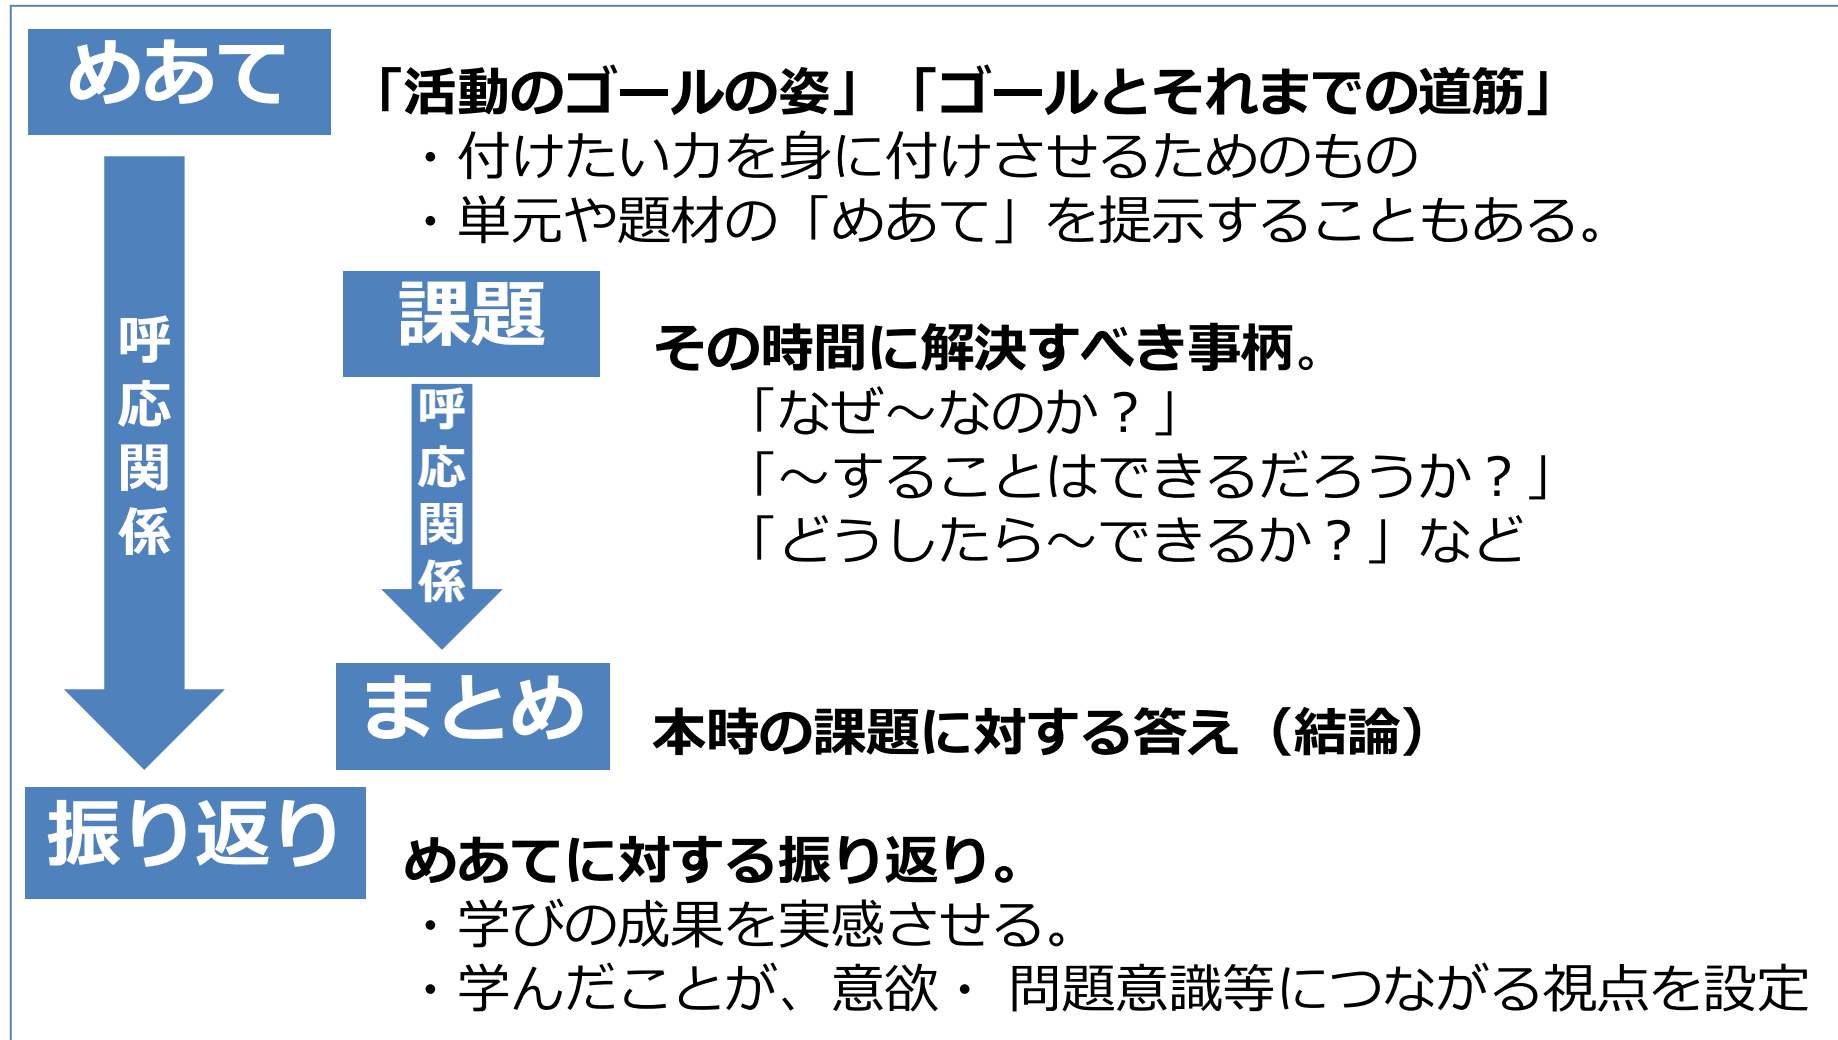 めあて
「活動のゴールの姿」「ゴールとそれまでの道筋」
・付けたい力を身に付けさせるためのもの
・単元や題材の「めあて」を提示することもある。
呼応関係
課題
その時間に解決すべき事柄。
「なぜ～なのか？」
「～することはできるだろうか？」
「どうしたら～できるか？」など
呼応関係
まとめ
本時の課題に対する答え（結論）
振り返り
めあてに対する振り返り。
・学びの成果を実感させる。
・学んだことが、意欲・ 問題意識等につながる視点を設定